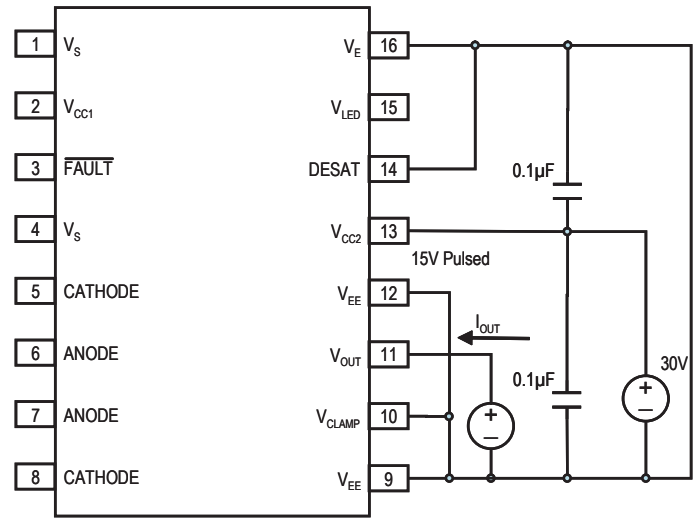 1 VS VE 16
2 VCC1 VLED 15
3 FAULT DESAT 14
0.1µF
4 VS VCC2 13
15V Pulsed
5 CATHODE VEE 12
IOUT
6 ANODE VOUT 11
30V
0.1µF
7 ANODE VCLAMP 10
+
–
+
–
8 CATHODE VEE 9